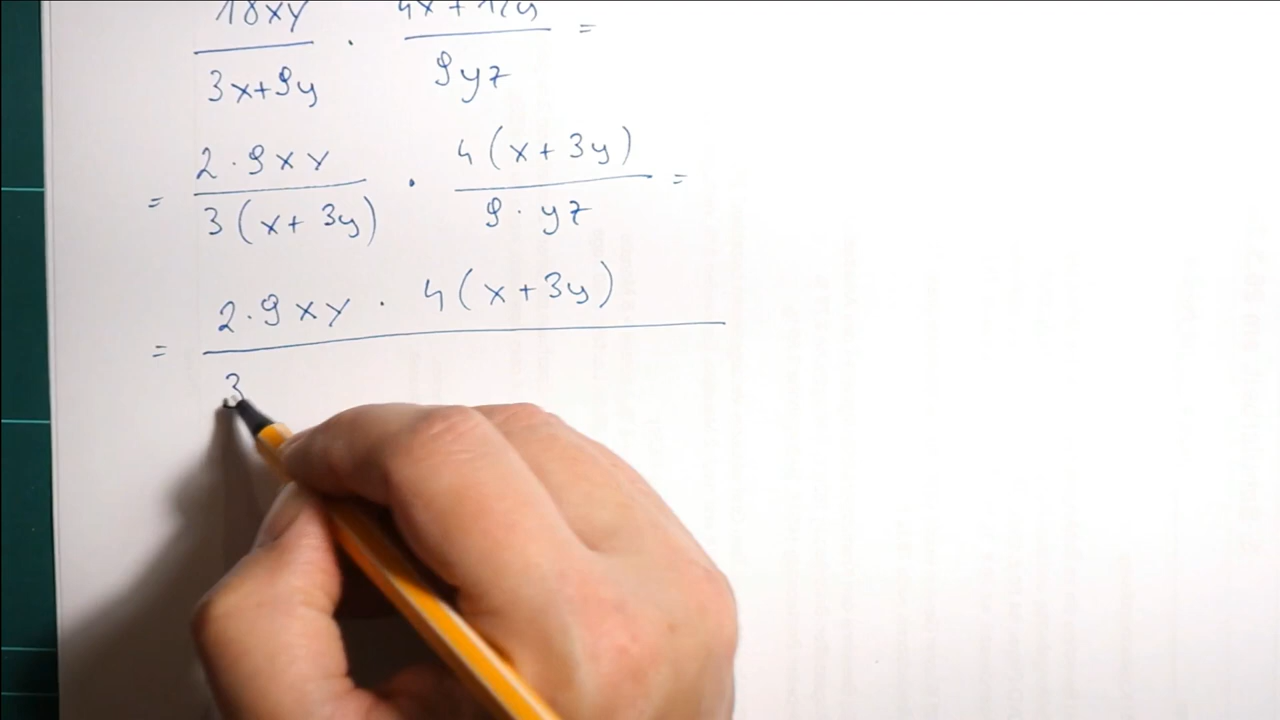 18xy / 3x+9y · 4x+12y / 9yz =
= 2·9xy / 3(x+3y) · 4(x+3y) / 9·yz =
= 2·9xy · 4(x+3y) / 3